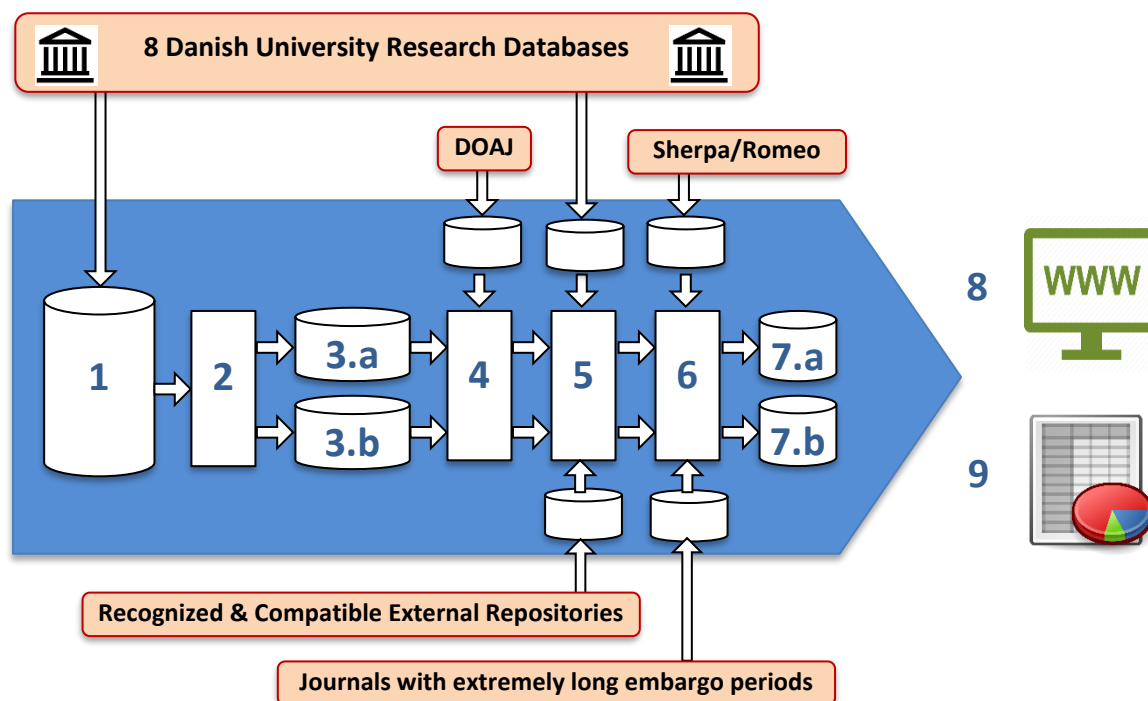 8 Danish University Research Databases
DOAJ
Sherpa/Romeo
8
WWW
1
2
3.a
4
5
6
7.a
3.b
7.b
9
Recognized & Compatible External Repositories
Journals with extremely long embargo periods